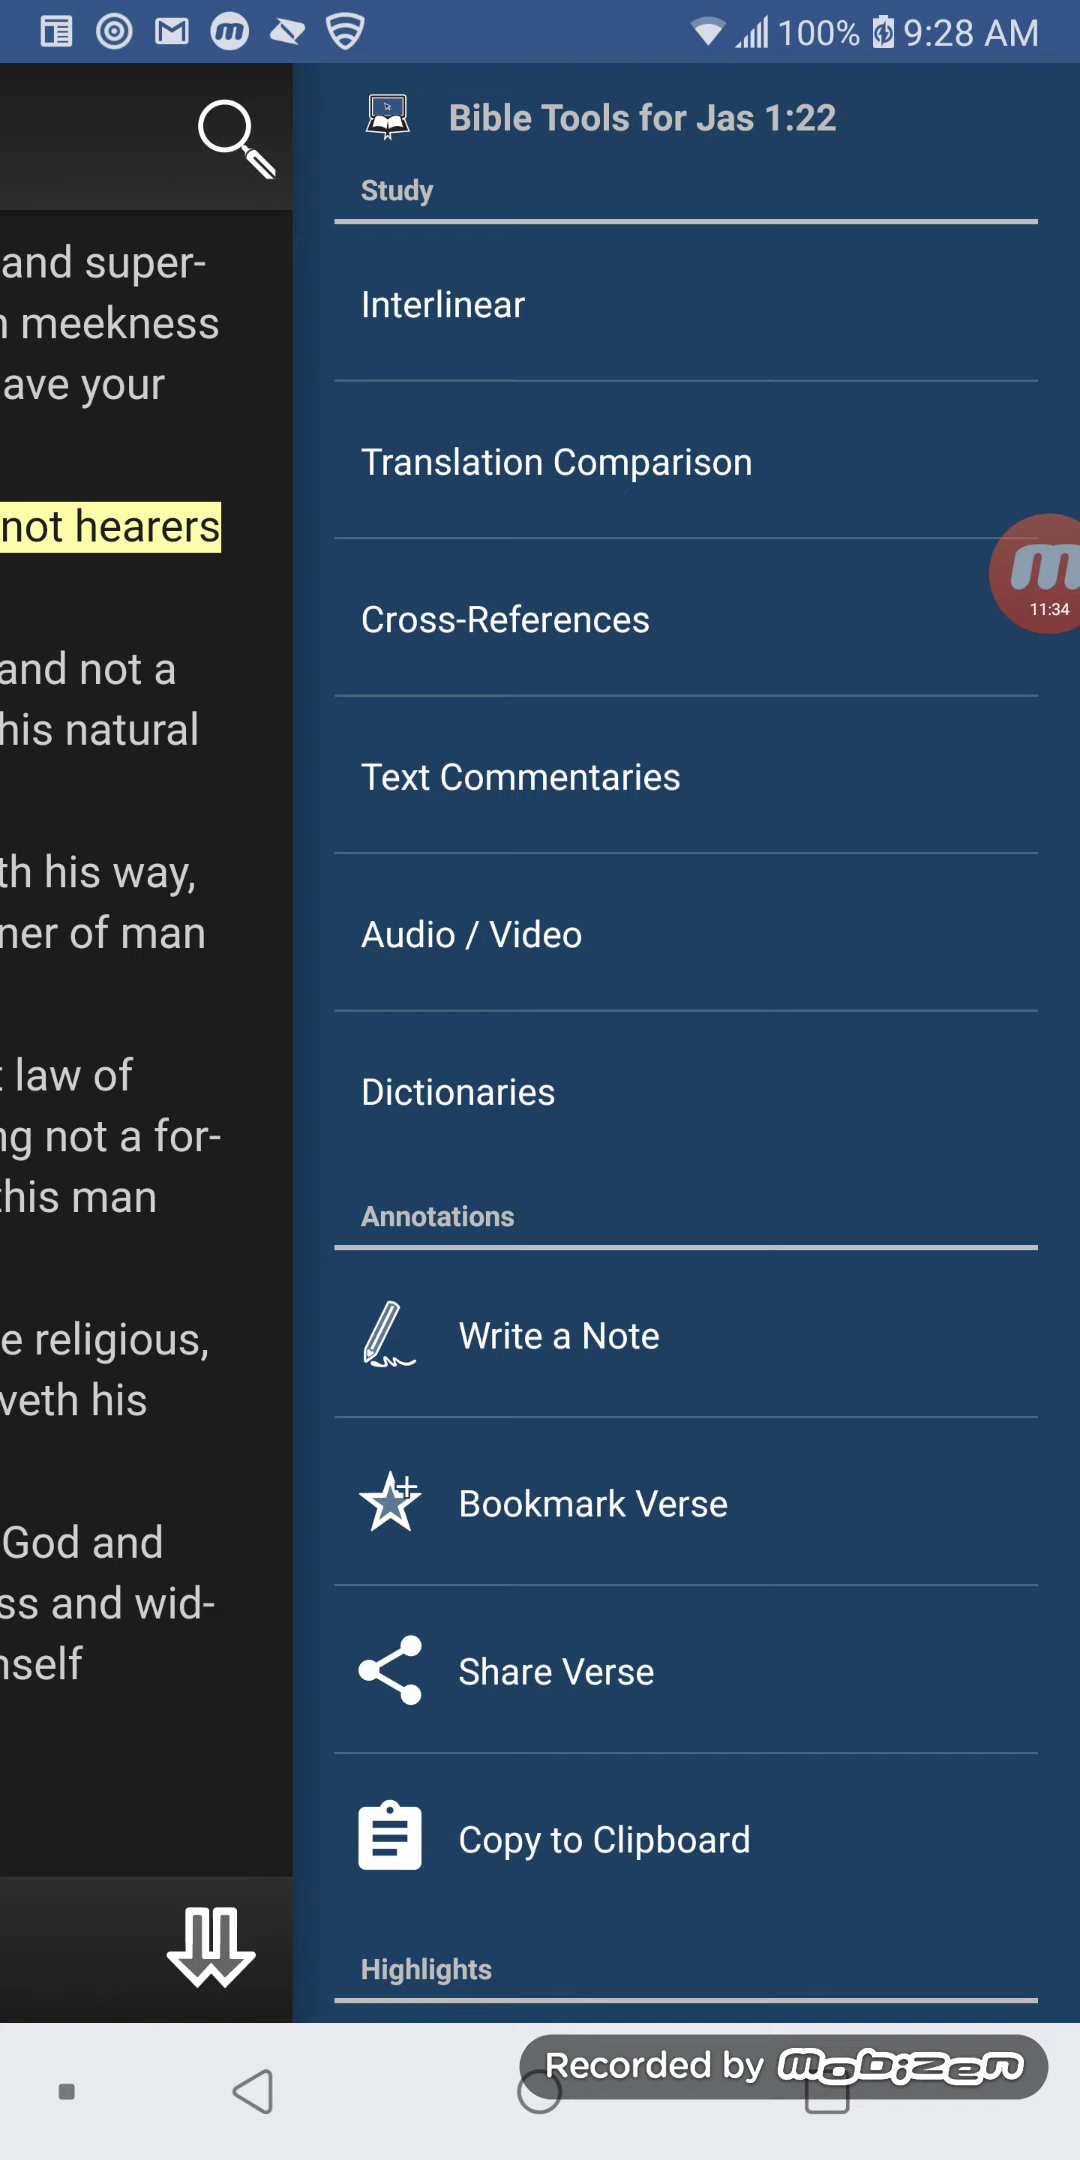 100% 9:28 AM
Bible Tools for Jas 1:22
Study
Interlinear
Translation Comparison
Cross-References
Text Commentaries
Audio / Video
Dictionaries
Annotations
Write a Note
Bookmark Verse
Share Verse
Copy to Clipboard
Highlights
and super-
meekness
ave your
not hearers
and not a
his natural
th his way,
ner of man
law of
ng not a for-
this man
e religious,
veth his
God and
ss and wid-
nself
m
11:34
Recorded by mobizen